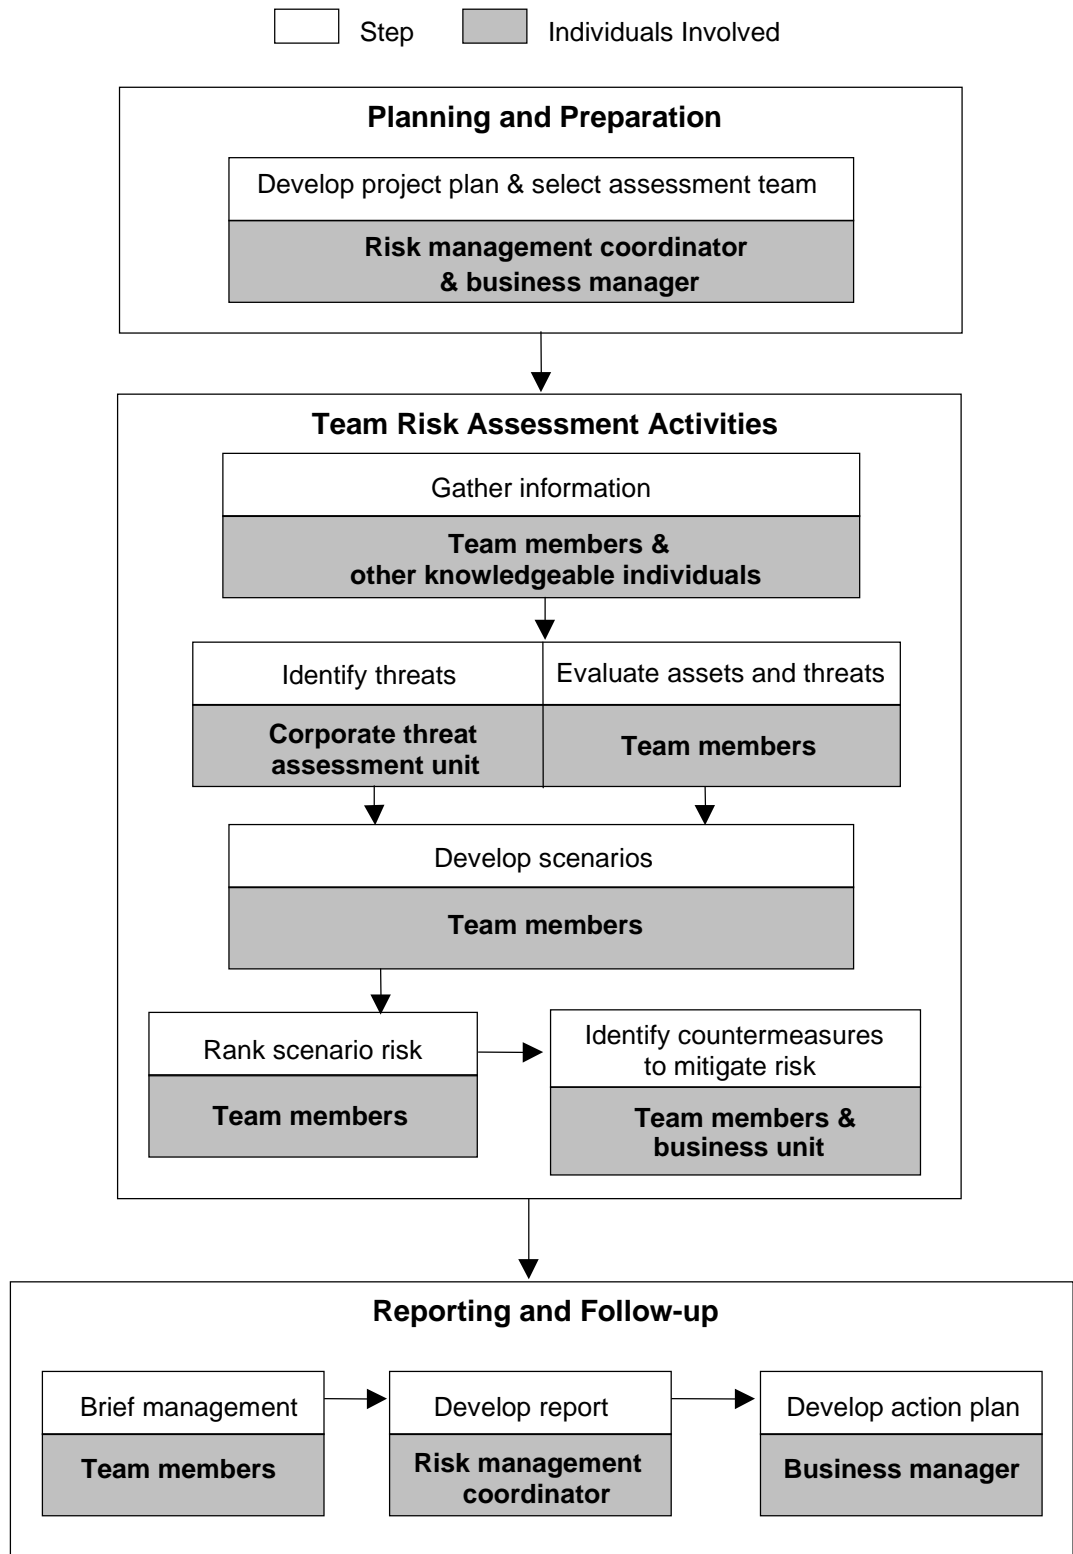 Step
Individuals Involved
Planning and Preparation
Develop project plan & select assessment team
Risk management coordinator
& business manager
Team Risk Assessment Activities
Gather information
Team members &
other knowledgeable individuals
Identify threats
Corporate threat
assessment unit
Evaluate assets and threats
Team members
Develop scenarios
Team members
Rank scenario risk
Team members
Identify countermeasures
to mitigate risk
Team members &
business unit
Reporting and Follow-up
Brief management
Team members
Develop report
Risk management
coordinator
Develop action plan
Business manager